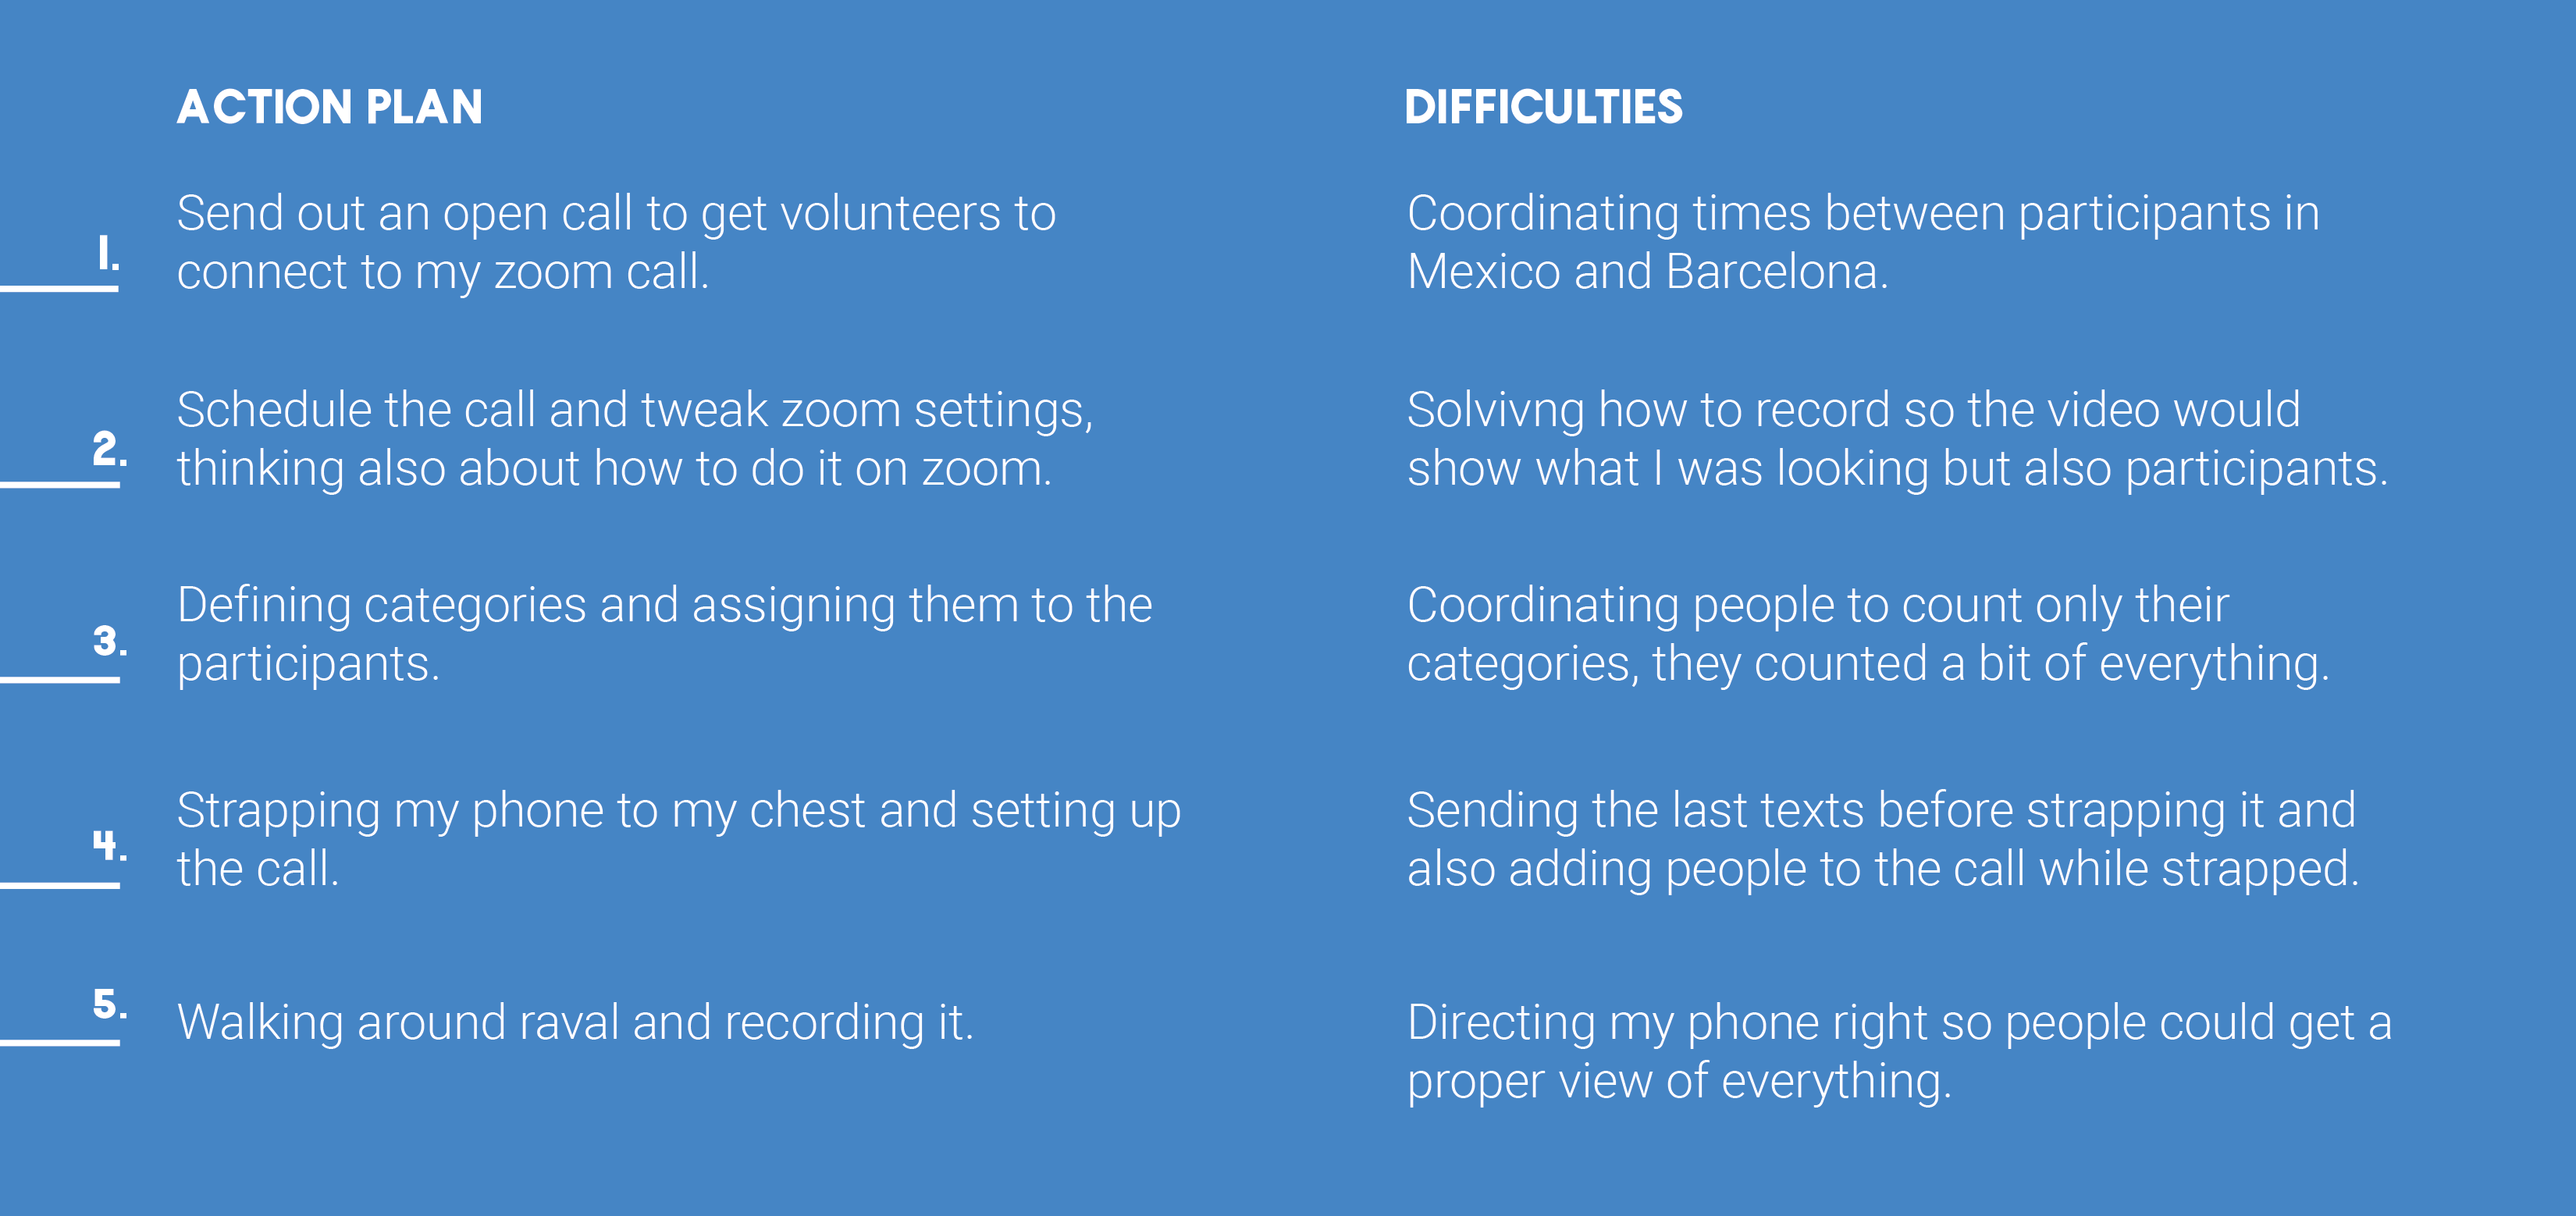 ACTION PLAN
DIFFICULTIES
1.
Send out an open call to get volunteers to
connect to my zoom call.
Coordinating times between participants in
Mexico and Barcelona.
2.
Schedule the call and tweak zoom settings,
thinking also about how to do it on zoom.
Solvivng how to record so the video would
show what I was looking but also participants.
3.
Defining categories and assigning them to the
participants.
Coordinating people to count only their
categories, they counted a bit of everything.
4.
Strapping my phone to my chest and setting up
the call.
Sending the last texts before strapping it and
also adding people to the call while strapped.
5.
Walking around raval and recording it.
Directing my phone right so people could get a
proper view of everything.